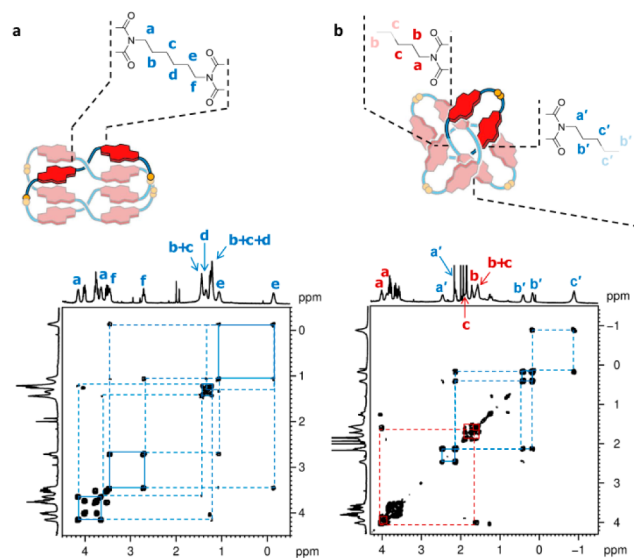 a
a c e
b d f
N
O
O
N
O
O
b
c b
b c a
N
O
O
a' c' b'
b' c'
N
O
O
b+c+d
d
b+c
a a f f e e
ppm
0
1
2
3
4
4 3 2 1 0 ppm
a' b+c
b
a a' b' b' c'
c
ppm
−1
0
1
2
3
4
4 3 2 1 0 −1 ppm